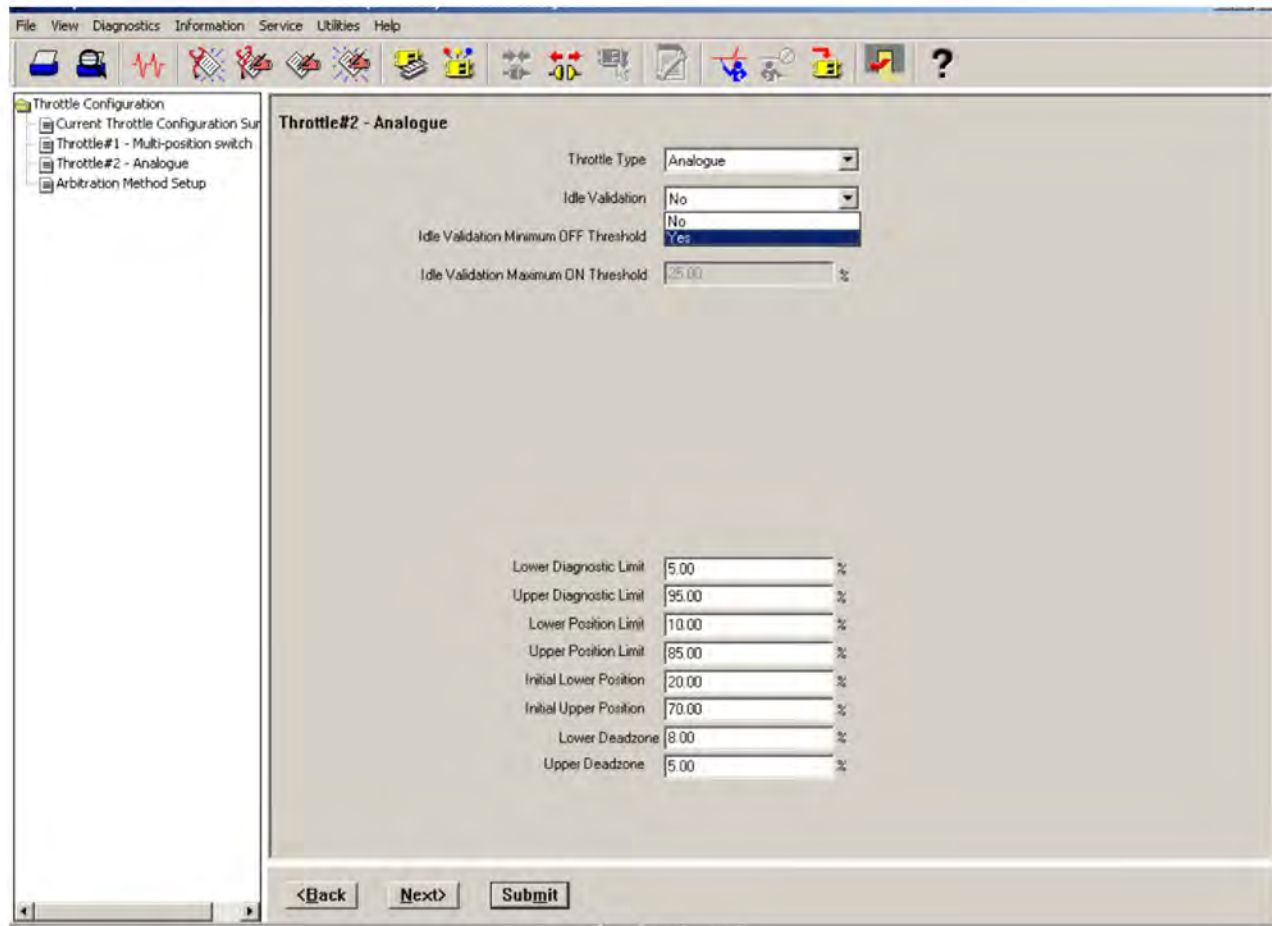 File View Diagnostics Information Service Utilities Help
?
Throttle Configuration
Current Throttle Configuration Sur
Throttle#1 - Multi-position switch
Throttle#2 - Analogue
Arbitration Method Setup
Throttle#2 - Analogue
Throttle Type Analogue
Idle Validation No
No
Idle Validation Minimum OFF Threshold Yes
Idle Validation Maximum ON Threshold 25.00 %
Lower Diagnostic Limit 5.00 %
Upper Diagnostic Limit 95.00 %
Lower Position Limit 10.00 %
Upper Position Limit 85.00 %
Initial Lower Position 20.00 %
Initial Upper Position 70.00 %
Lower Deadzone 8.00 %
Upper Deadzone 5.00 %
<Back Next> Submit